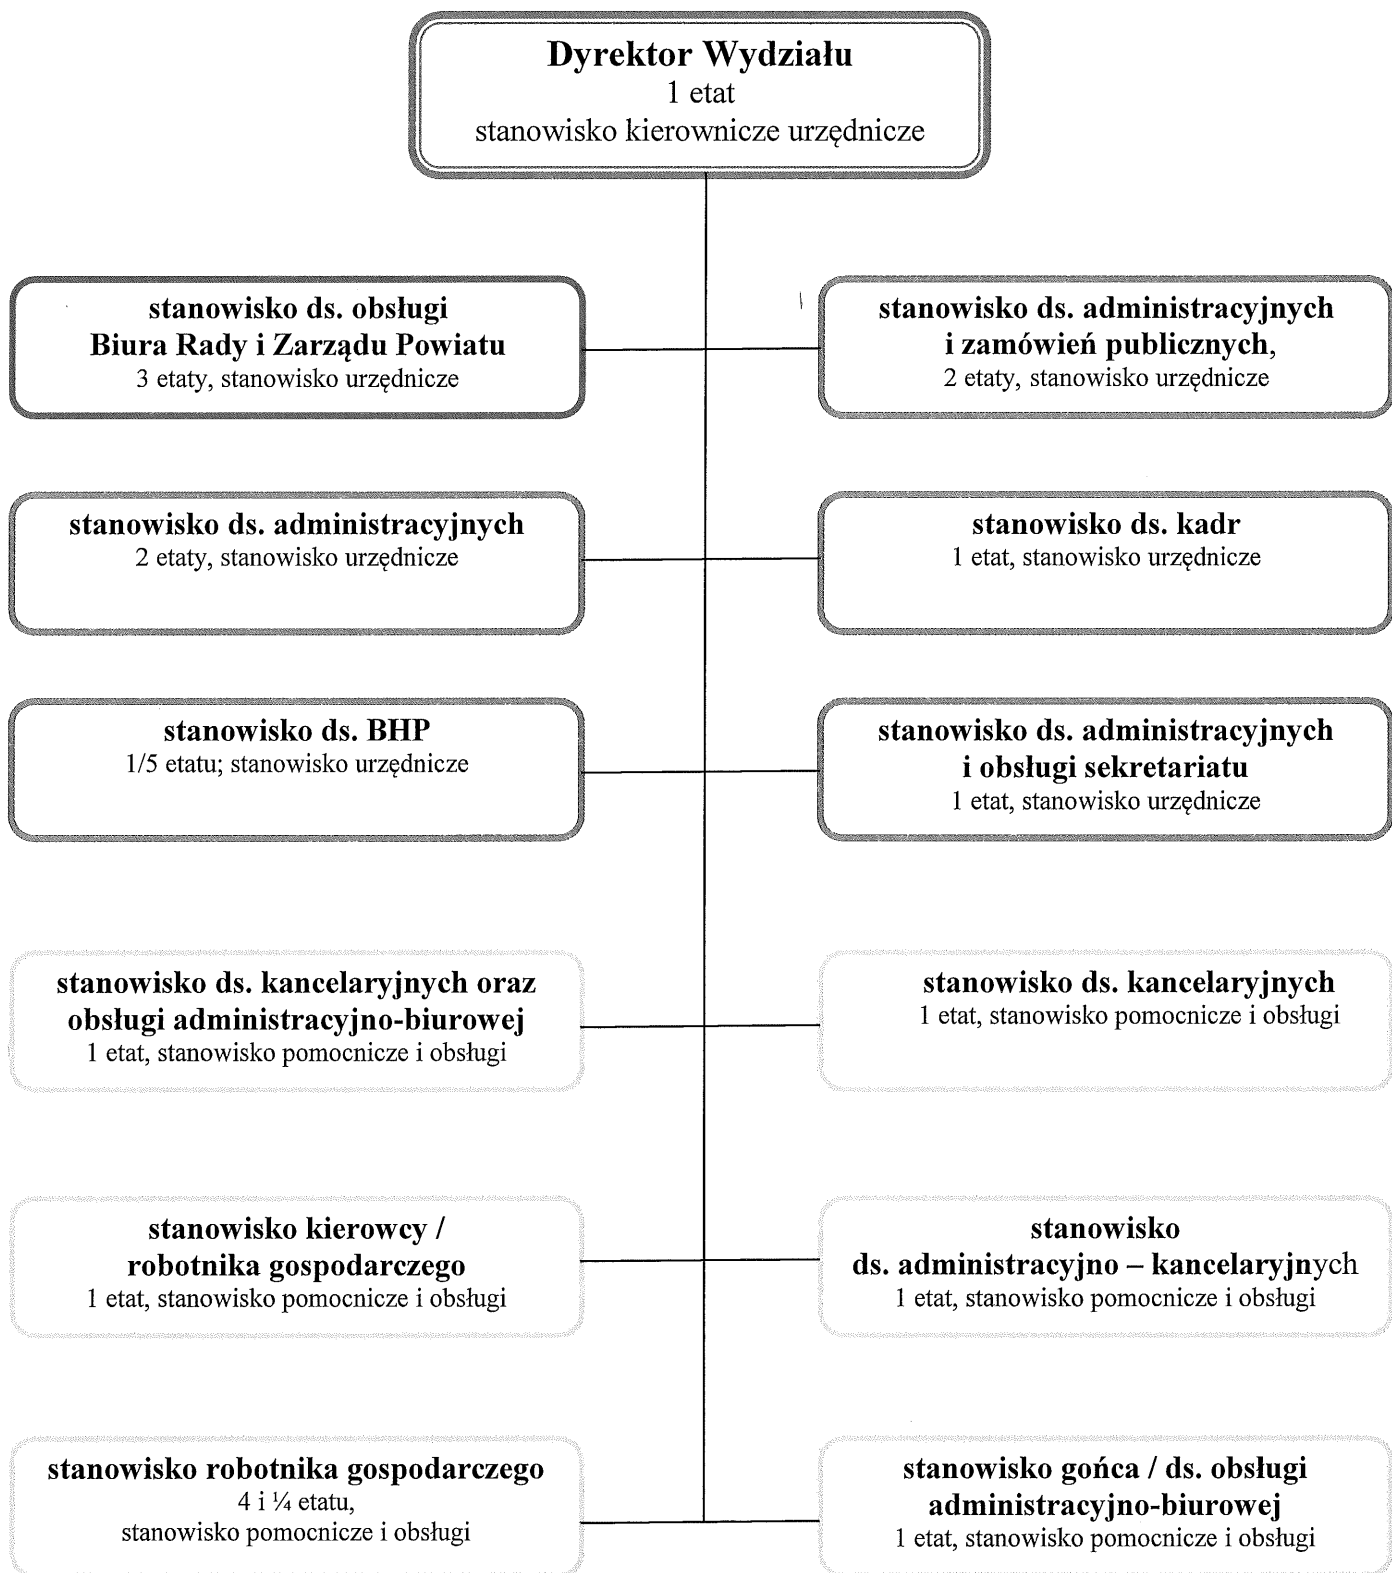 Dyrektor Wydziału
1 etat
stanowisko kierownicze urzędnicze
stanowisko ds. obsługi
Biura Rady i Zarządu Powiatu
3 etaty, stanowisko urzędnicze
stanowisko ds. administracyjnych
i zamówień publicznych,
2 etaty, stanowisko urzędnicze
stanowisko ds. administracyjnych
2 etaty, stanowisko urzędnicze
stanowisko ds. kadr
1 etat, stanowisko urzędnicze
stanowisko ds. BHP
1/5 etatu; stanowisko urzędnicze
stanowisko ds. administracyjnych
i obsługi sekretariatu
1 etat, stanowisko urzędnicze
stanowisko ds. kancelaryjnych oraz
obsługi administracyjno-biurowej
1 etat, stanowisko pomocnicze i obsługi
stanowisko ds. kancelaryjnych
1 etat, stanowisko pomocnicze i obsługi
stanowisko kierowcy /
robotnika gospodarczego
1 etat, stanowisko pomocnicze i obsługi
stanowisko
ds. administracyjno – kancelaryjnych
1 etat, stanowisko pomocnicze i obsługi
stanowisko robotnika gospodarczego
4 i ¼ etatu,
stanowisko pomocnicze i obsługi
stanowisko gońca / ds. obsługi
administracyjno-biurowej
1 etat, stanowisko pomocnicze i obsługi